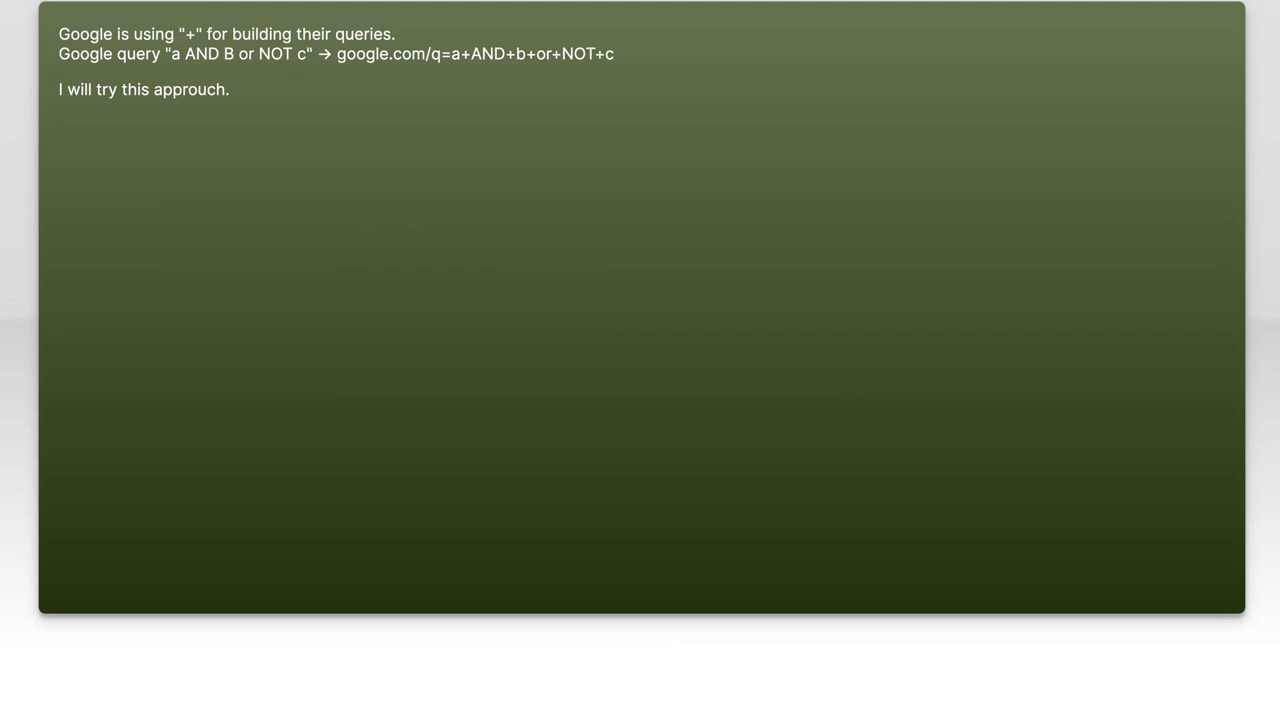 Google is using "+" for building their queries.
Google query "a AND B or NOT c" → google.com/q=a+AND+b+or+NOT+c
I will try this approuch.